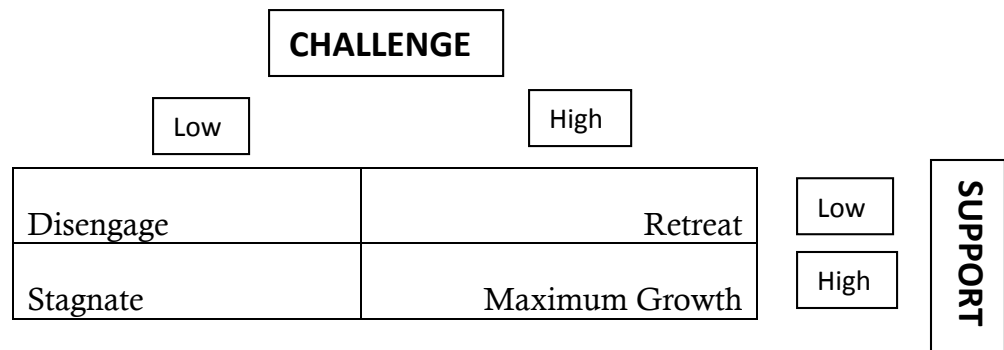 CHALLENGE
Low High
Disengage Retreat Low
Stagnate Maximum Growth High
SUPPORT